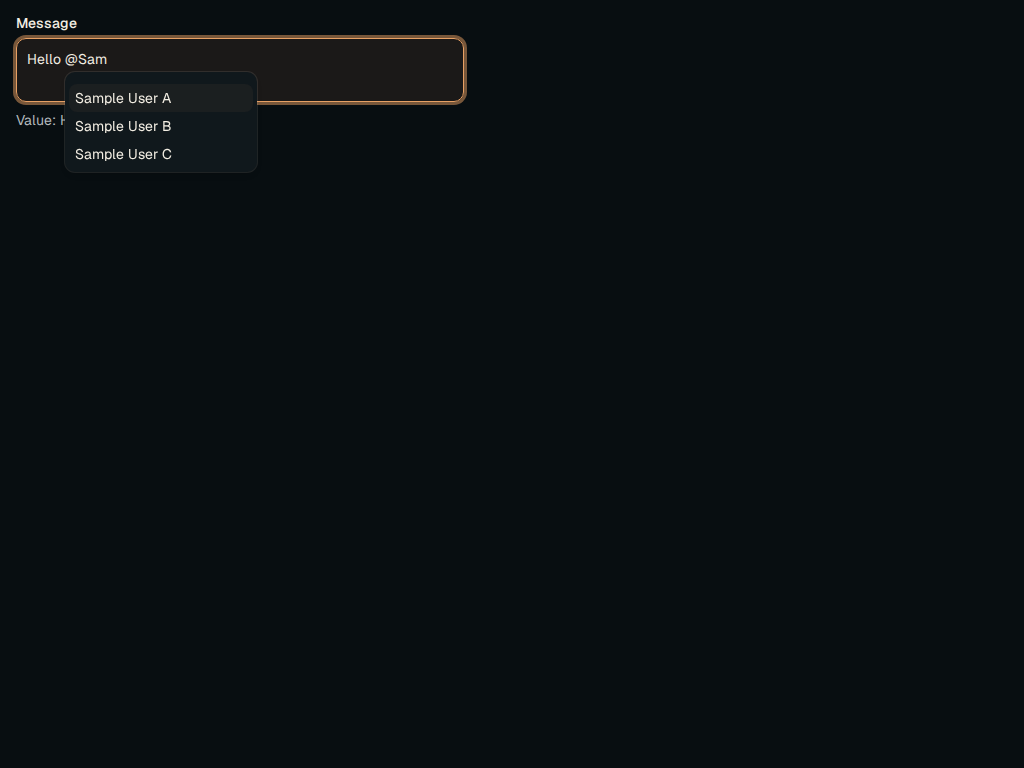 Message
Hello @Sam
Sample User A
Value:
Sample User B
Sample User C